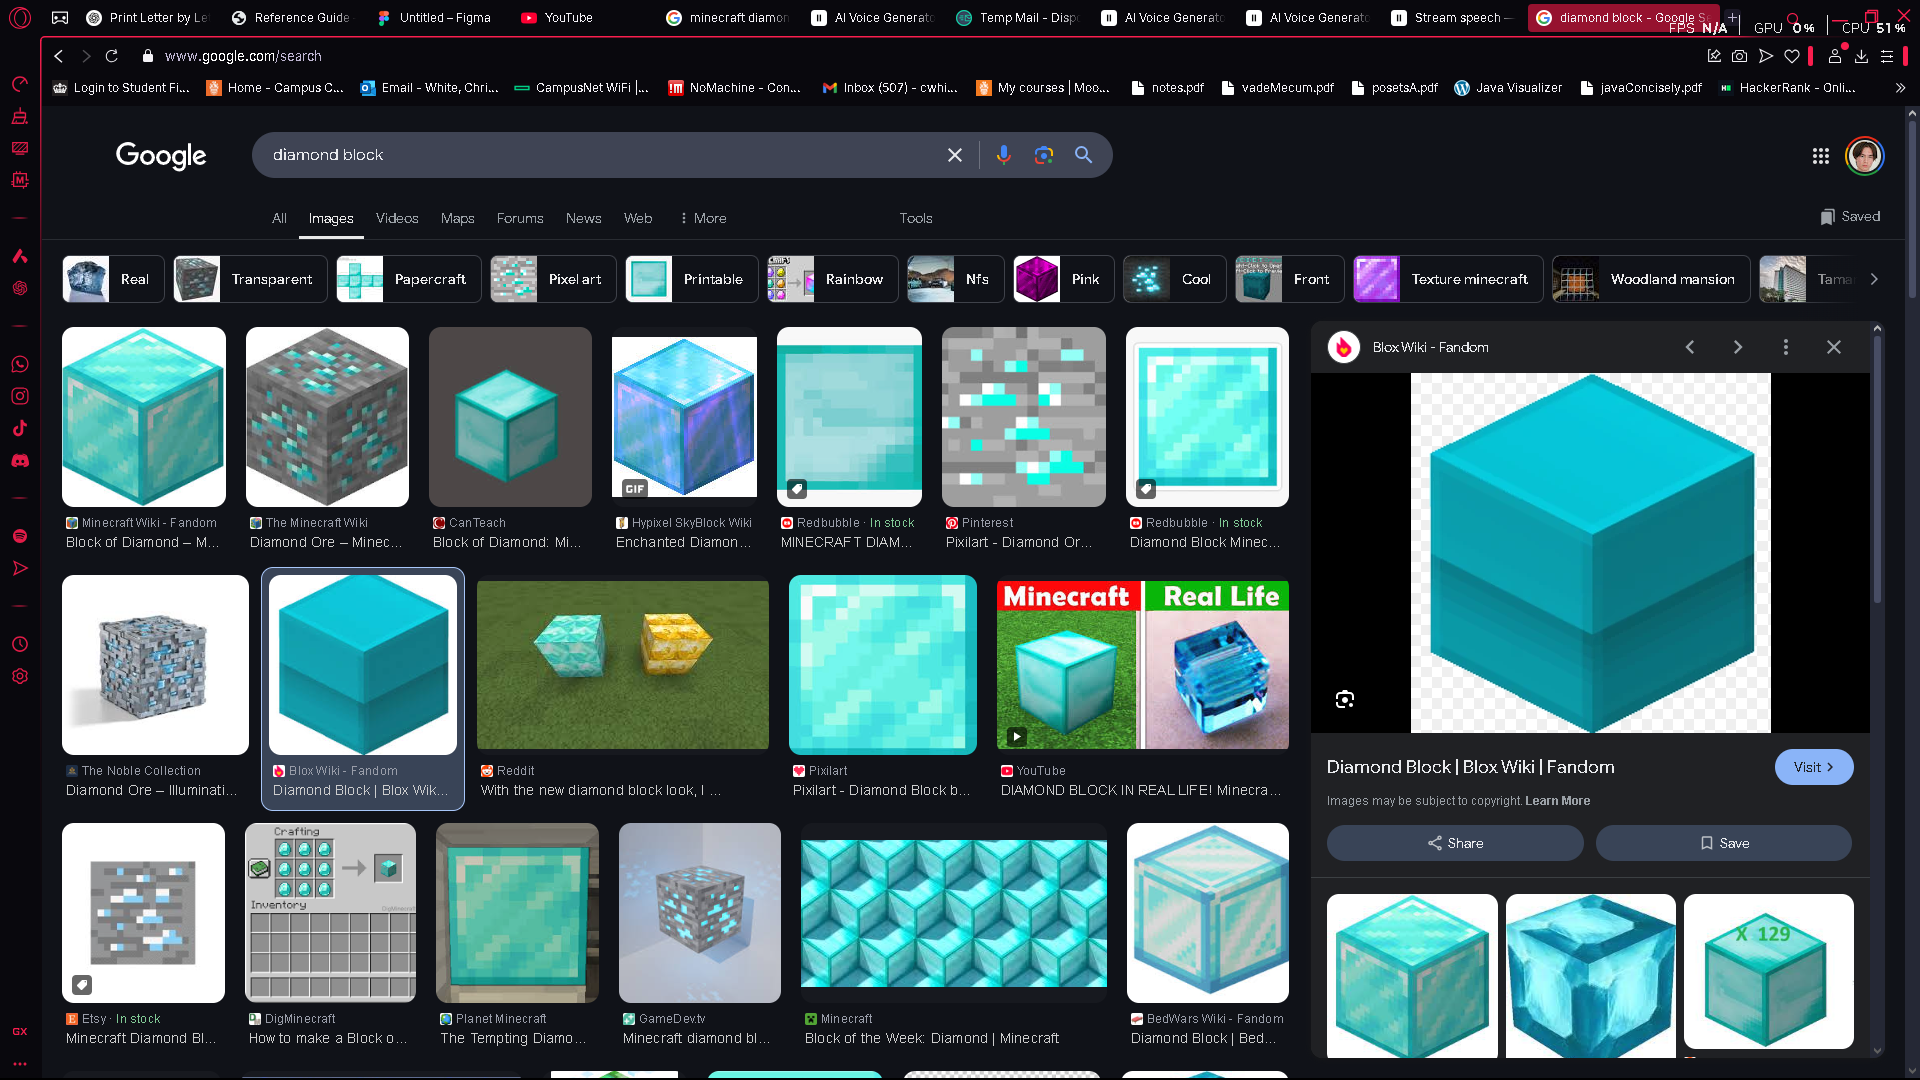 Print Letter by Le
Reference Guide
Untitled – Figma
YouTube
minecraft diamon
AI Voice Generato
Temp Mail - Dispo
AI Voice Generato
AI Voice Generato
Stream speech —
diamond block - Google Se
FPS N/A
GPU 0%
CPU 51%
www.google.com/search
Login to Student Fi...
Home - Campus C...
Email - White, Chri...
CampusNet WiFi |...
NoMachine - Con...
Inbox (507) - cwhi...
My courses | Moo...
notes.pdf
vadeMecum.pdf
posetsA.pdf
Java Visualizer
javaConcisely.pdf
HackerRank - Onli...
Google
diamond block
All
Images
Videos
Maps
Forums
News
Web
More
Tools
Saved
Real
Transparent
Papercraft
Pixel art
Printable
Rainbow
Nfs
Pink
Cool
Front
Texture minecraft
Woodland mansion
Tama
GIF
Minecraft Wiki - Fandom
Block of Diamond – M...
The Minecraft Wiki
Diamond Ore – Minec...
CanTeach
Block of Diamond: Mi...
Hypixel SkyBlock Wiki
Enchanted Diamon...
Redbubble · In stock
MINECRAFT DIAM...
Pinterest
Pixilart - Diamond Or...
Redbubble · In stock
Diamond Block Minec...
Minecraft
Real Life
The Noble Collection
Diamond Ore – Illuminati...
Blox Wiki - Fandom
Diamond Block | Blox Wik...
Reddit
With the new diamond block look, I ...
Pixilart
Pixilart - Diamond Block b...
YouTube
DIAMOND BLOCK IN REAL LIFE! Minecra...
Crafting
Inventory
DigMinecraft
Etsy · In stock
Minecraft Diamond Bl...
DigMinecraft
How to make a Block o...
Planet Minecraft
The Tempting Diamo...
GameDev.tv
Minecraft diamond bl...
Minecraft
Block of the Week: Diamond | Minecraft
BedWars Wiki - Fandom
Diamond Block | Bed...
Blox Wiki - Fandom
Diamond Block | Blox Wiki | Fandom
Visit
Images may be subject to copyright. Learn More
Share
Save
X 129
GX